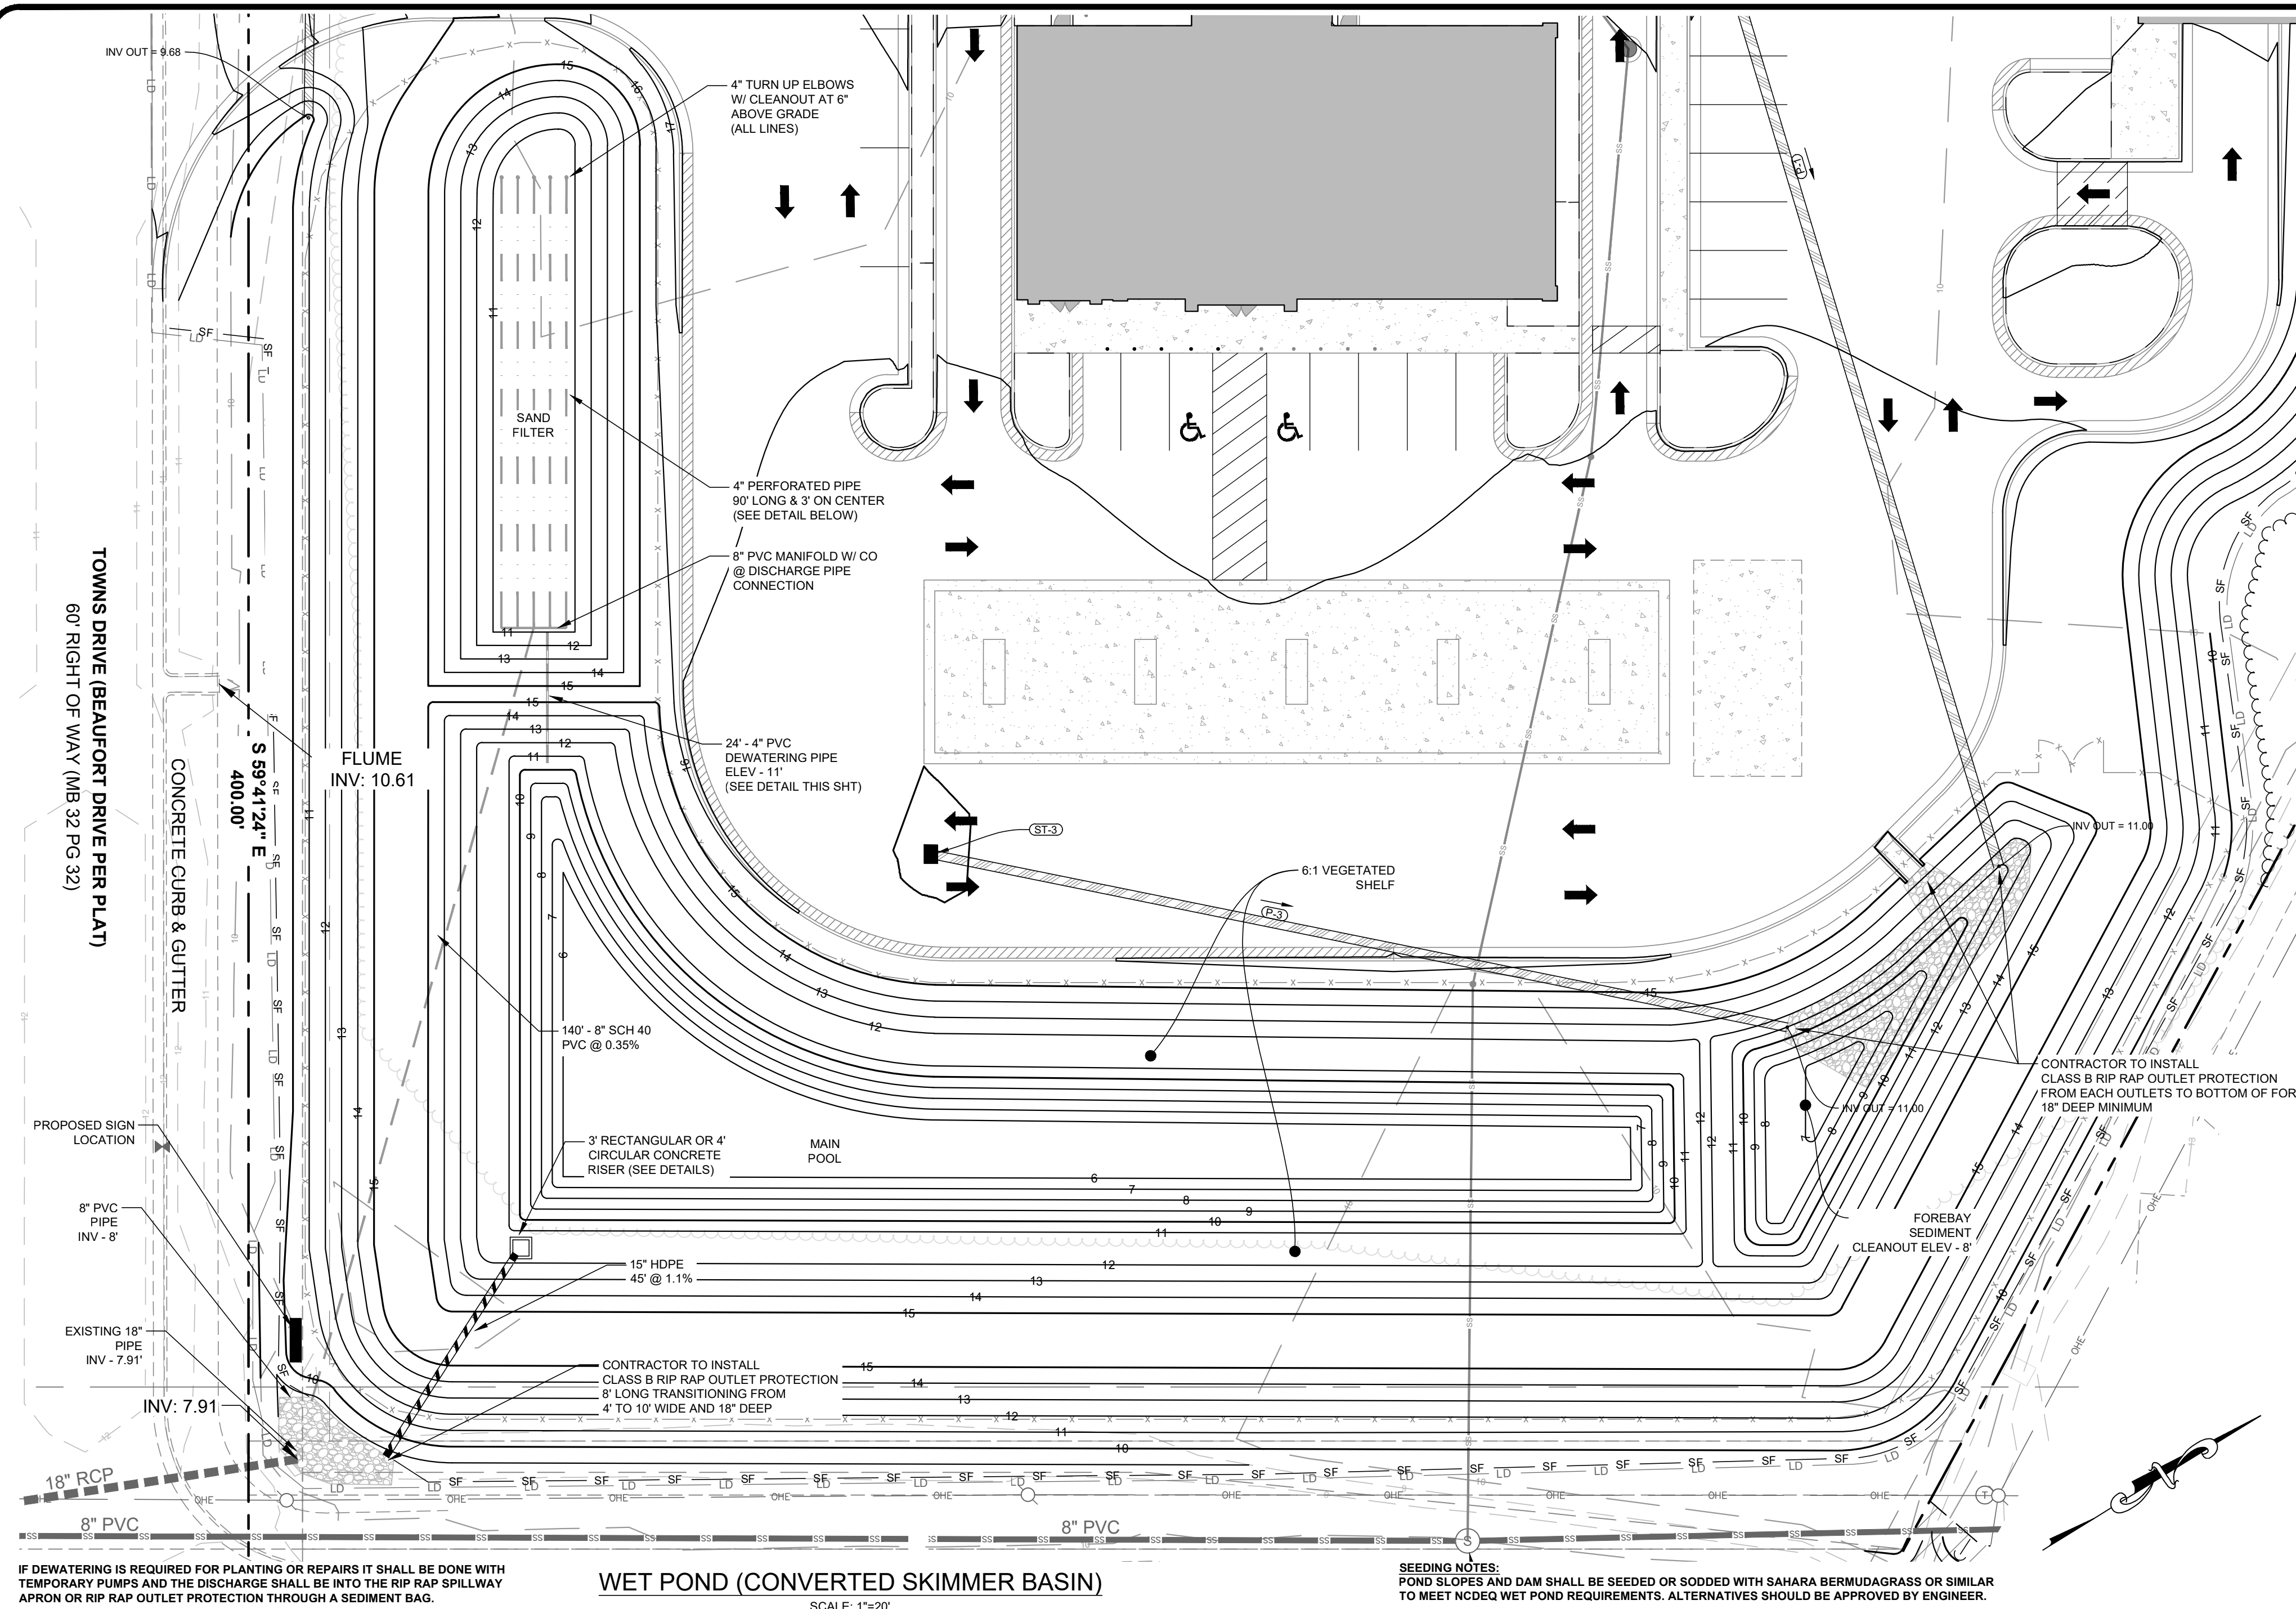 INV OUT = 9.68
4" TURN UP ELBOWS
W/ CLEANOUT AT 6"
ABOVE GRADE
(ALL LINES)
SAND
FILTER
4" PERFORATED PIPE
90' LONG & 3' ON CENTER
(SEE DETAIL BELOW)
8" PVC MANIFOLD W/ CO
@ DISCHARGE PIPE
CONNECTION
P-1
TOWNS DRIVE (BEAUFORT DRIVE PER PLAT)
60' RIGHT OF WAY (MB 32 PG 32)
CONCRETE CURB & GUTTER
S 59°41'24" E
400.00'
FLUME
INV: 10.61
24' - 4" PVC
DEWATERING PIPE
ELEV - 11'
(SEE DETAIL THIS SHT)
ST-3
P-3
6:1 VEGETATED
SHELF
INV OUT = 11.00
140' - 8" SCH 40
PVC @ 0.35%
CONTRACTOR TO INSTALL
CLASS B RIP RAP OUTLET PROTECTION
FROM EACH OUTLETS TO BOTTOM OF FOR
18" DEEP MINIMUM
INV OUT = 11.00
PROPOSED SIGN
LOCATION
3' RECTANGULAR OR 4'
CIRCULAR CONCRETE
RISER (SEE DETAILS)
MAIN
POOL
8" PVC
PIPE
INV - 8'
FOREBAY
SEDIMENT
CLEANOUT ELEV - 8'
15" HDPE
45' @ 1.1%
EXISTING 18"
PIPE
INV - 7.91'
CONTRACTOR TO INSTALL
CLASS B RIP RAP OUTLET PROTECTION
8' LONG TRANSITIONING FROM
4' TO 10' WIDE AND 18" DEEP
INV: 7.91
18" RCP
8" PVC
8" PVC
IF DEWATERING IS REQUIRED FOR PLANTING OR REPAIRS IT SHALL BE DONE WITH
TEMPORARY PUMPS AND THE DISCHARGE SHALL BE INTO THE RIP RAP SPILLWAY
APRON OR RIP RAP OUTLET PROTECTION THROUGH A SEDIMENT BAG.
WET POND (CONVERTED SKIMMER BASIN)
SCALE: 1"=20'
SEEDING NOTES:
POND SLOPES AND DAM SHALL BE SEEDED OR SODDED WITH SAHARA BERMUDAGRASS OR SIMILAR
TO MEET NCDEQ WET POND REQUIREMENTS. ALTERNATIVES SHOULD BE APPROVED BY ENGINEER.